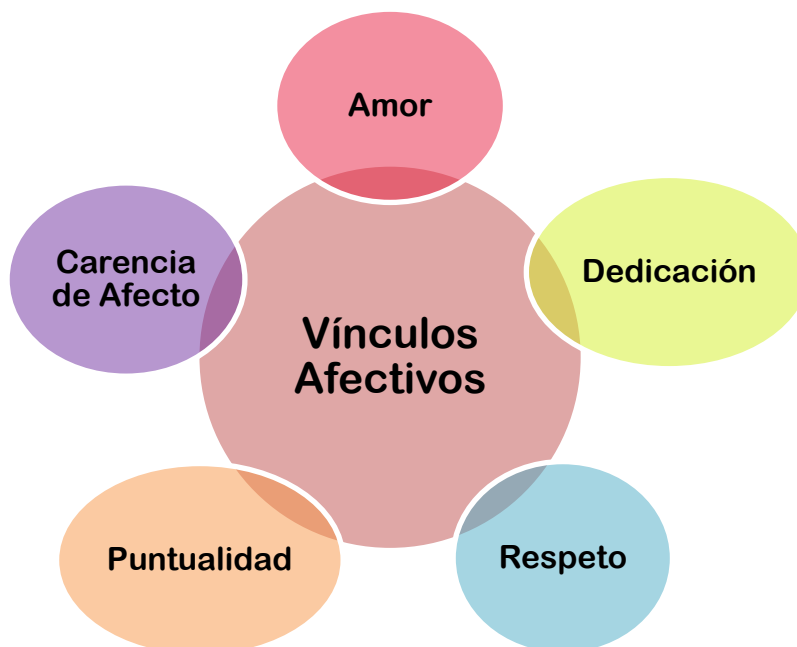 Amor
Carencia
de Afecto
Dedicación
Vínculos
Afectivos
Puntualidad
Respeto